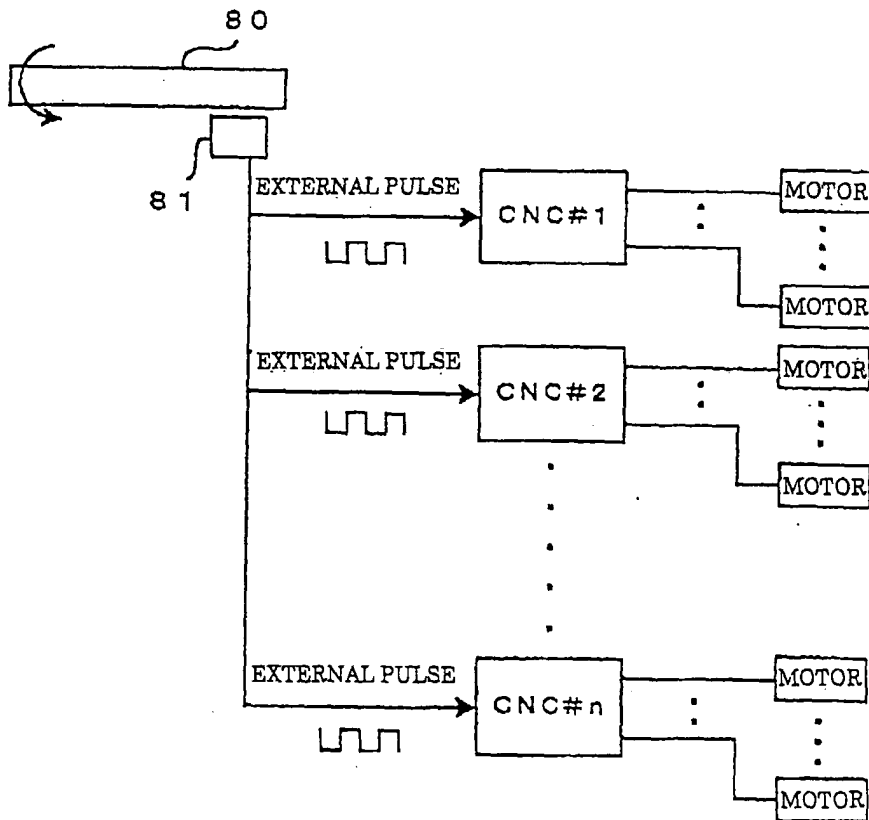 80
81
EXTERNAL PULSE
CNC#1
MOTOR
MOTOR
EXTERNAL PULSE
CNC#2
MOTOR
MOTOR
EXTERNAL PULSE
CNC#n
MOTOR
MOTOR